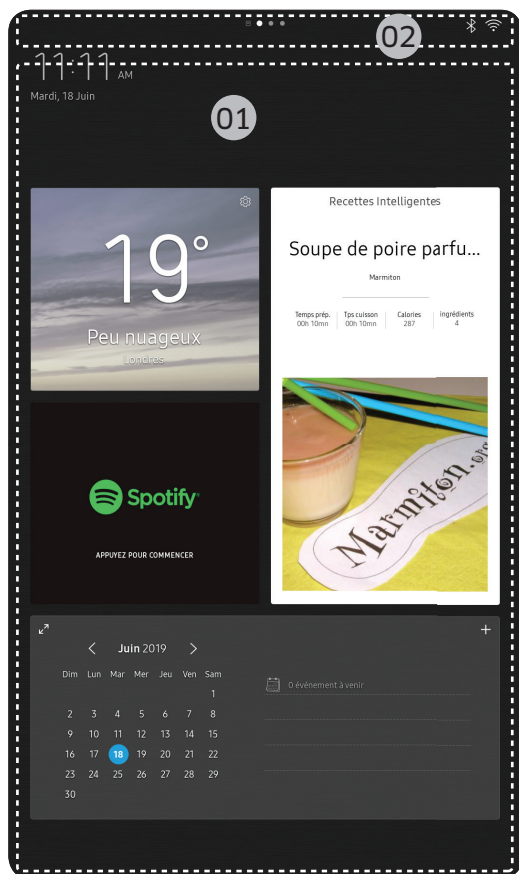 02
11:11 AM
Mardi, 18 Juin
01
19°
Peu nuageux
Londres
Recettes Intelligentes
Soupe de poire parfu...
Marmiton
Temps prép. Tps cuisson Calories ingrédients
00h 10mn 00h 10mn 287 4
Marmiton.org
Spotify
APPUYEZ POUR COMMENCER
Juin 2019
Dim Lun Mar Mer Jeu Ven Sam
1
2 3 4 5 6 7 8
9 10 11 12 13 14 15
16 17 18 19 20 21 22
23 24 25 26 27 28 29
30
0 événement à venir